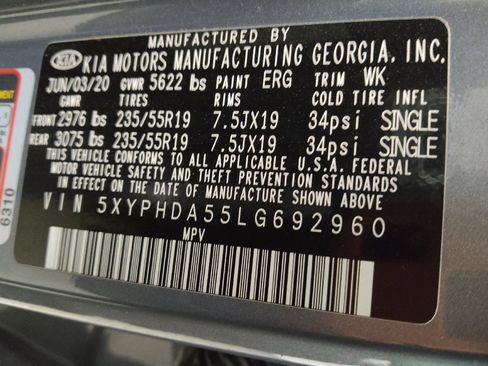 MANUFACTURED BY
KIA KIA MOTORS MANUFACTURING GEORGIA, INC.
JUN/03/20 GVWR 5622 lbs PAINT ERG TRIM WK
GAWR TIRES RIMS COLD TIRE INFL
FRONT 2976 lbs 235/55R19 7.5JX19 34psi SINGLE
REAR 3075 lbs 235/55R19 7.5JX19 34psi SINGLE
THIS VEHICLE CONFORMS TO ALL APPLICABLE U.S.A. FEDERAL
MOTOR VEHICLE SAFETY AND THEFT PREVENTION STANDARDS
IN EFFECT ON THE DATE OF MANUFACTURE SHOWN ABOVE
VIN 5XYPHDA55LG692960
MPV
6310